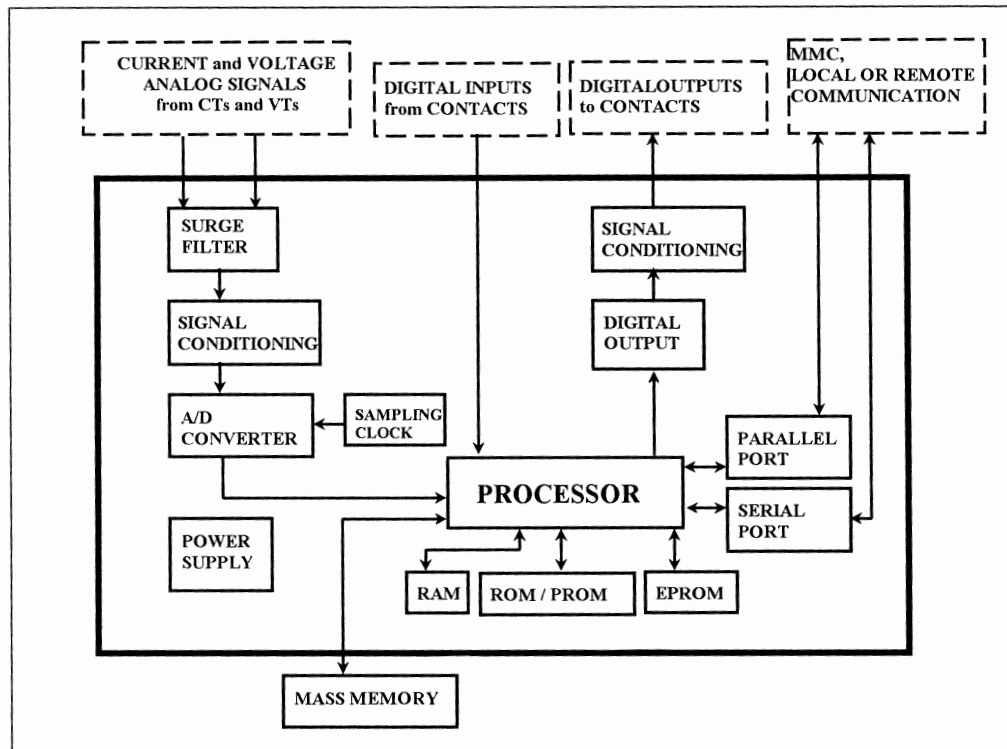 CURRENT and VOLTAGE
ANALOG SIGNALS
from CTs and VTs
DIGITAL INPUTS
from CONTACTS
DIGITALOUTPUTS
to CONTACTS
MMC,
LOCAL OR REMOTE
COMMUNICATION
SURGE
FILTER
SIGNAL
CONDITIONING
SIGNAL
CONDITIONING
DIGITAL
OUTPUT
A/D
CONVERTER
SAMPLING
CLOCK
PARALLEL
PORT
PROCESSOR
SERIAL
PORT
POWER
SUPPLY
RAM
ROM / PROM
EPROM
MASS MEMORY